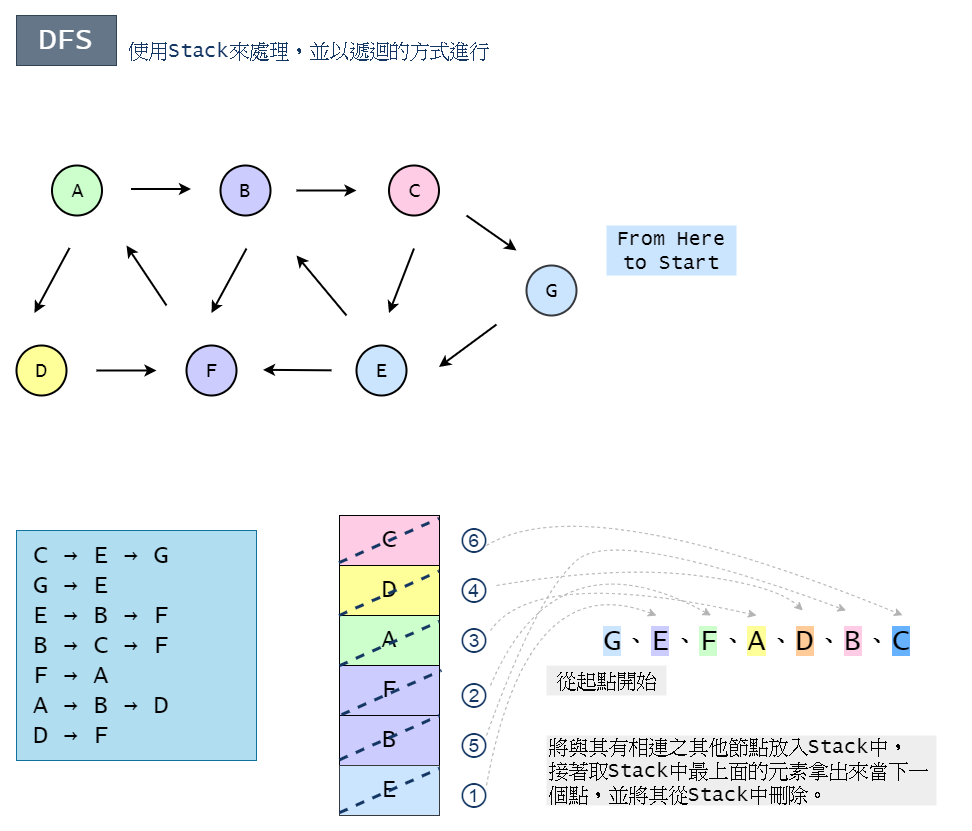 DFS
使用Stack來處理，並以遞迴的方式進行
A
B
C
From Here
to Start
G
D
F
E
C → E → G
G → E
E → B → F
B → C → F
F → A
A → B → D
D → F
C
⑥
D
④
A
③
F
②
B
⑤
E
①
G、E、F、A、D、B、C
從起點開始
將與其有相連之其他節點放入Stack中，
接著取Stack中最上面的元素拿出來當下一
個點，並將其從Stack中刪除。